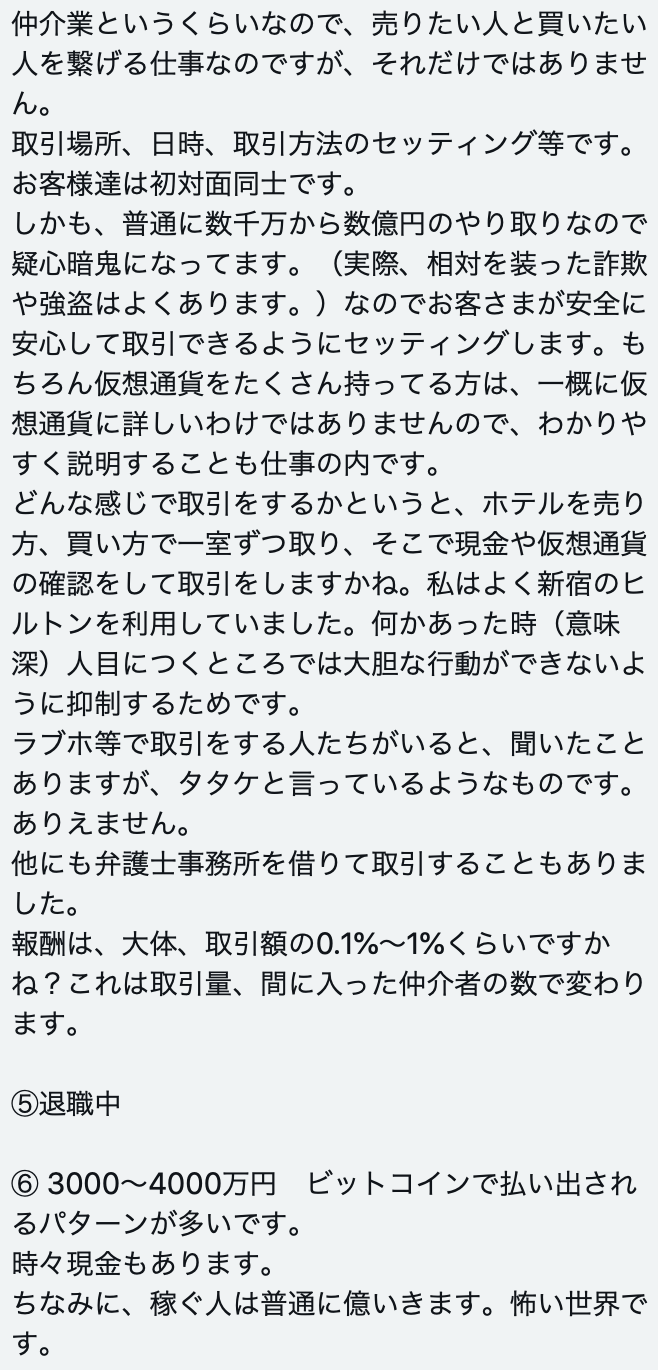 仲介業というくらいなので、売りたい人と買いたい
人を繋げる仕事なのですが、それだけではありませ
ん。
取引場所、日時、取引方法のセッティング等です。
お客様達は初対面同士です。
しかも、普通に数千万から数億円のやり取りなので
疑心暗鬼になってます。（実際、相対を装った詐欺
や強盗はよくあります。）なのでお客さまが安全に
安心して取引できるようにセッティングします。も
ちろん仮想通貨をたくさん持ってる方は、一概に仮
想通貨に詳しいわけではありませんので、わかりや
すく説明することも仕事の内です。
どんな感じで取引をするかというと、ホテルを売り
方、買い方で一室ずつ取り、そこで現金や仮想通貨
の確認をして取引をしますかね。私はよく新宿のヒ
ルトンを利用していました。何かあった時（意味
深）人目につくところでは大胆な行動ができないよ
うに抑制するためです。
ラブホ等で取引をする人たちがいると、聞いたこと
ありますが、タタケと言っているようなものです。
ありえません。
他にも弁護士事務所を借りて取引することもありま
した。
報酬は、大体、取引額の0.1%〜1%くらいですか
ね？これは取引量、間に入った仲介者の数で変わり
ます。
⑤退職中
⑥ 3000〜4000万円　ビットコインで払い出され
るパターンが多いです。
時々現金もあります。
ちなみに、稼ぐ人は普通に億いきます。怖い世界で
す。